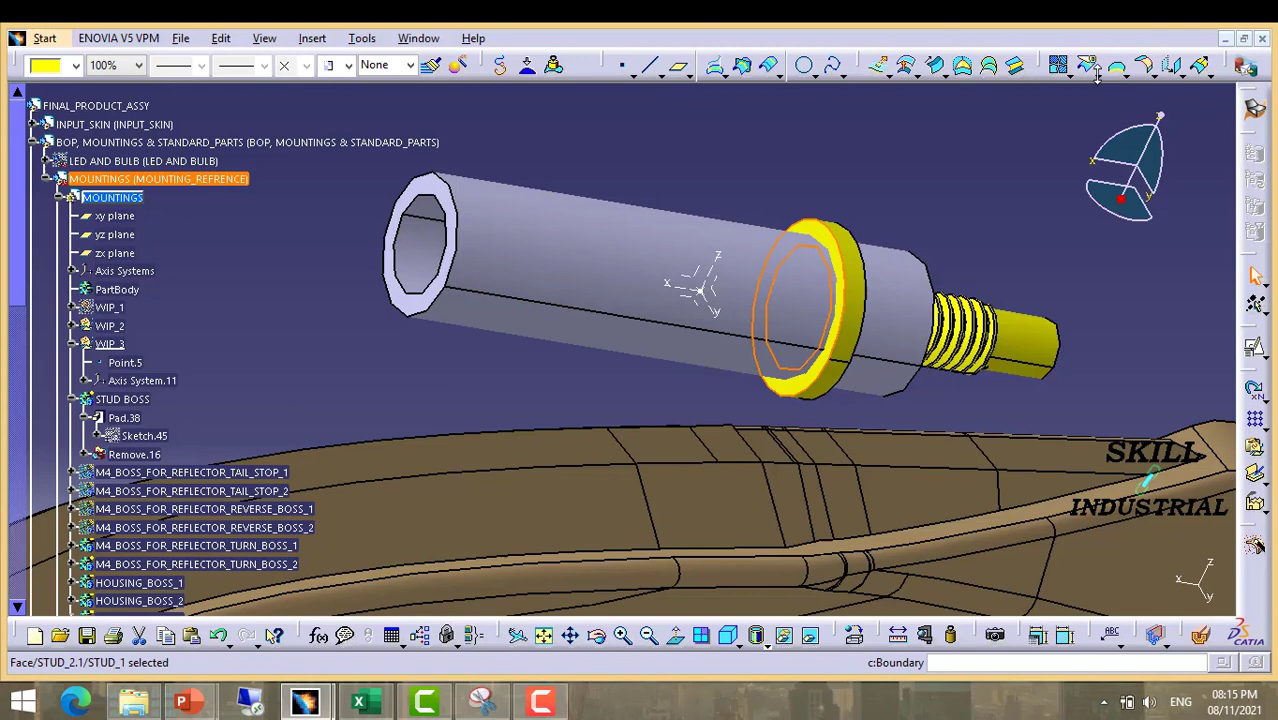 Start ENOVIA V5 VPM File Edit View Insert Tools Window Help
100% 3 None
FINAL_PRODUCT_ASSY
INPUT_SKIN (INPUT_SKIN)
BOP, MOUNTINGS & STANDARD_PARTS (BOP, MOUNTINGS & STANDARD_PARTS)
LED AND BULB (LED AND BULB)
MOUNTINGS (MOUNTING_REFRENCE)
MOUNTINGS
xy plane
yz plane
zx plane
Axis Systems
PartBody
WIP_1
WIP_2
WIP_3
Point.5
Axis System.11
STUD BOSS
Pad.38
Sketch.45
Remove.16
M4_BOSS_FOR_REFLECTOR_TAIL_STOP_1
M4_BOSS_FOR_REFLECTOR_TAIL_STOP_2
M4_BOSS_FOR_REFLECTOR_REVERSE_BOSS_1
M4_BOSS_FOR_REFLECTOR_REVERSE_BOSS_2
M4_BOSS_FOR_REFLECTOR_TURN_BOSS_1
M4_BOSS_FOR_REFLECTOR_TURN_BOSS_2
HOUSING_BOSS_1
HOUSING_BOSS_2
z
x
y
x
z
y
SKILL
INDUSTRIAL
z
x
y
f(x) ABC CATIA
Face/STUD_2.1/STUD_1 selected c:Boundary
ENG 08:15 PM
08/11/2021